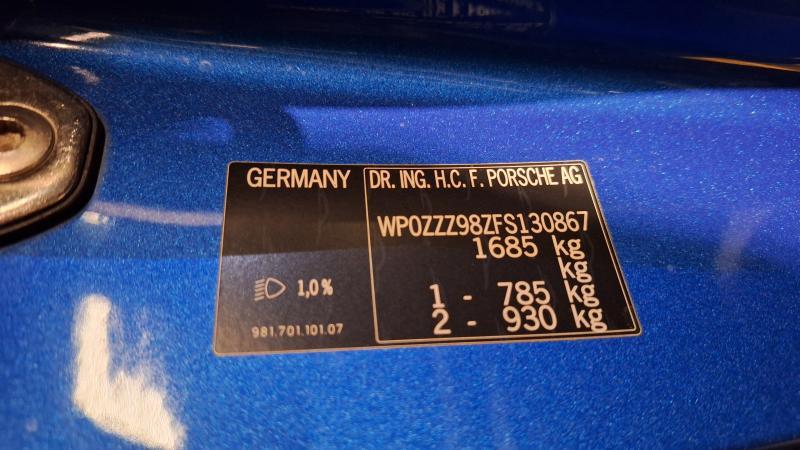 GERMANY
DR. ING. H.C. F. PORSCHE AG
WP0ZZZ98ZFS130867
1685 kg
kg
1 - 785 kg
2 - 930 kg
1,0 %
981.701.101.07